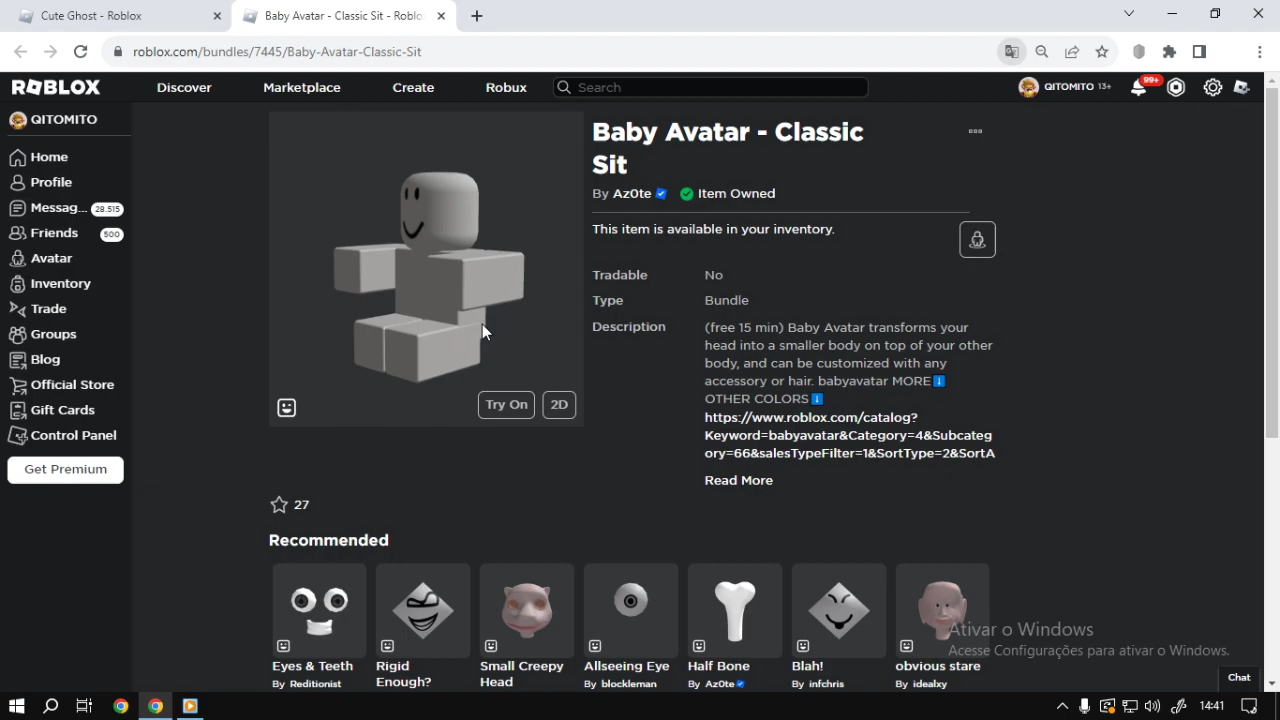 Cute Ghost - Roblox
Baby Avatar - Classic Sit - Roblo
roblox.com/bundles/7445/Baby-Avatar-Classic-Sit
ROBLOX
Discover
Marketplace
Create
Robux
Search
QITOMITO 13+
99+
QITOMITO
Home
Profile
Messag... 28.515
Friends 500
Avatar
Inventory
Trade
Groups
Blog
Official Store
Gift Cards
Control Panel
Get Premium
Try On
2D
Baby Avatar - Classic
Sit
By Az0te
Item Owned
This item is available in your inventory.
Tradable No
Type Bundle
Description (free 15 min) Baby Avatar transforms your
head into a smaller body on top of your other
body, and can be customized with any
accessory or hair. babyavatar MORE⬇️
OTHER COLORS⬇️
https://www.roblox.com/catalog?
Keyword=babyavatar&Category=4&Subcateg
ory=66&salesTypeFilter=1&SortType=2&SortA
Read More
27
Recommended
Eyes & Teeth
By Reditionist
Rigid
Enough?
Small Creepy
Head
Allseeing Eye
By blockleman
Half Bone
By Az0te
Blah!
By infchris
obvious stare
By idealxy
Ativar o Windows
Acesse Configurações para ativar o Windows.
Chat
14:41